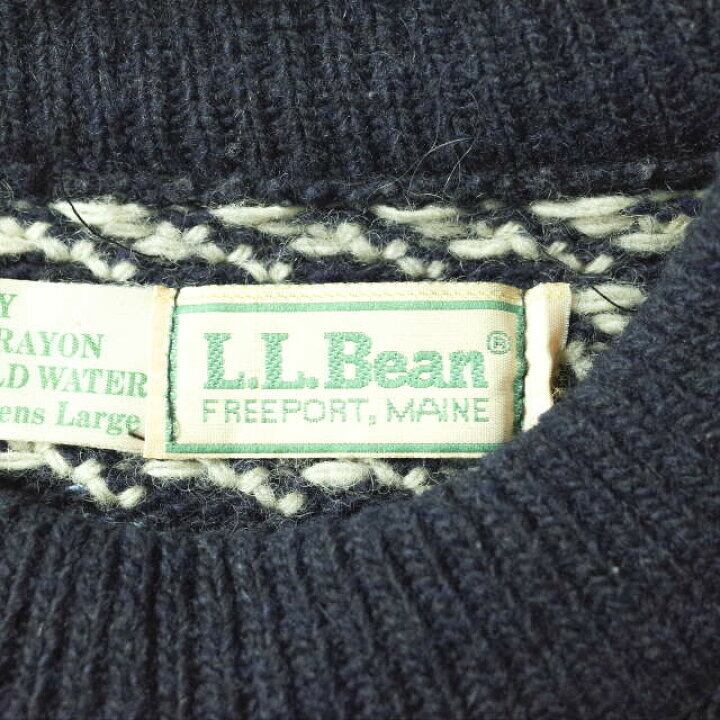 Y
RAYON
LD WATER
ens Large
L.L.Bean®
FREEPORT, MAINE